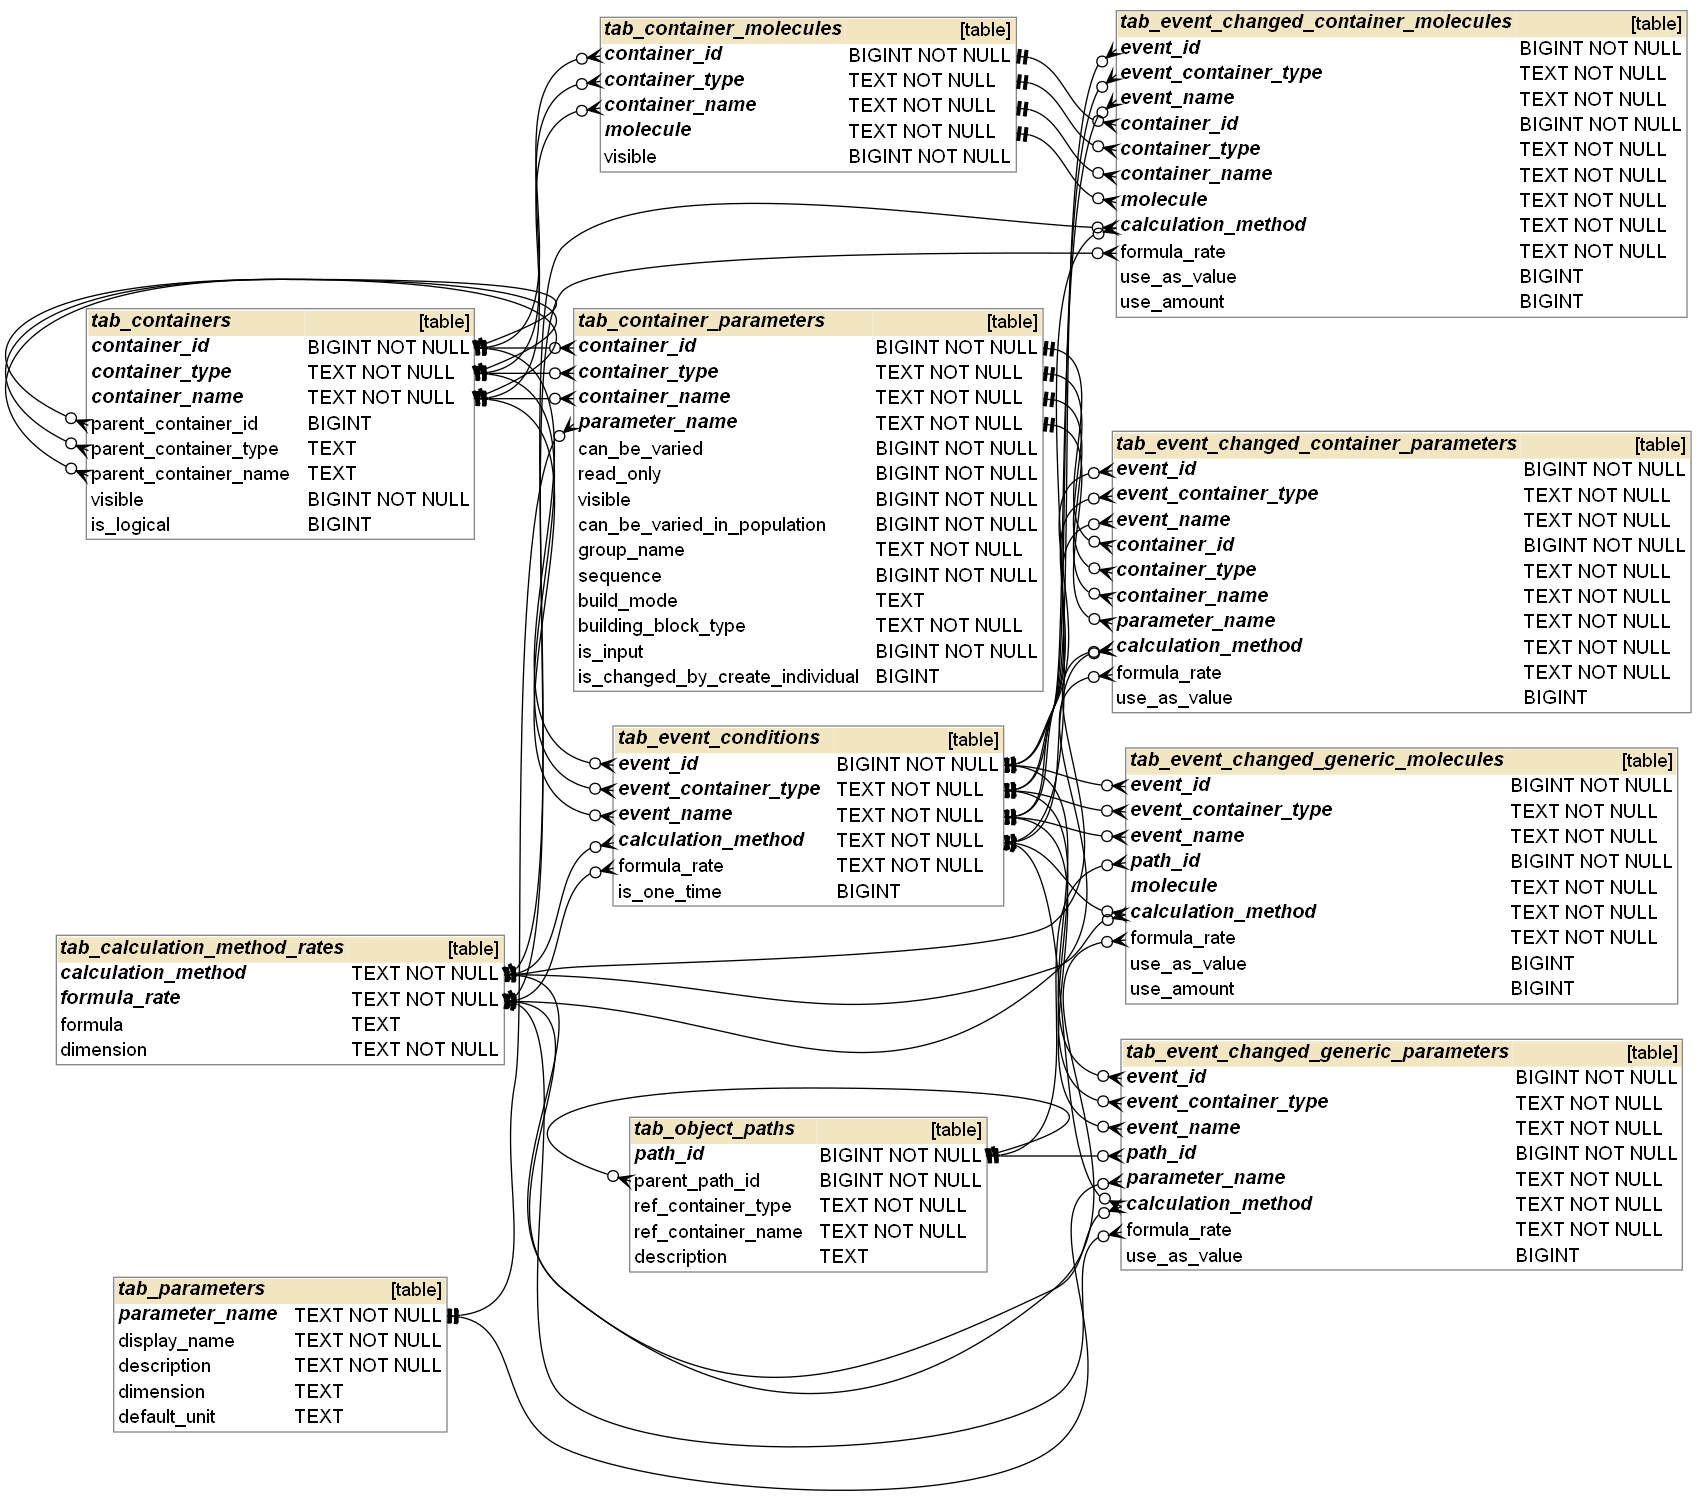 tab_container_molecules [table]
container_id BIGINT NOT NULL
container_type TEXT NOT NULL
container_name TEXT NOT NULL
molecule TEXT NOT NULL
visible BIGINT NOT NULL
tab_event_changed_container_molecules [table]
event_id BIGINT NOT NULL
event_container_type TEXT NOT NULL
event_name TEXT NOT NULL
container_id BIGINT NOT NULL
container_type TEXT NOT NULL
container_name TEXT NOT NULL
molecule TEXT NOT NULL
calculation_method TEXT NOT NULL
formula_rate TEXT NOT NULL
use_as_value BIGINT
use_amount BIGINT
tab_containers [table]
container_id BIGINT NOT NULL
container_type TEXT NOT NULL
container_name TEXT NOT NULL
parent_container_id BIGINT
parent_container_type TEXT
parent_container_name TEXT
visible BIGINT NOT NULL
is_logical BIGINT
tab_container_parameters [table]
container_id BIGINT NOT NULL
container_type TEXT NOT NULL
container_name TEXT NOT NULL
parameter_name TEXT NOT NULL
can_be_varied BIGINT NOT NULL
read_only BIGINT NOT NULL
visible BIGINT NOT NULL
can_be_varied_in_population BIGINT NOT NULL
group_name TEXT NOT NULL
sequence BIGINT NOT NULL
build_mode TEXT
building_block_type TEXT NOT NULL
is_input BIGINT NOT NULL
is_changed_by_create_individual BIGINT
tab_event_changed_container_parameters [table]
event_id BIGINT NOT NULL
event_container_type TEXT NOT NULL
event_name TEXT NOT NULL
container_id BIGINT NOT NULL
container_type TEXT NOT NULL
container_name TEXT NOT NULL
parameter_name TEXT NOT NULL
calculation_method TEXT NOT NULL
formula_rate TEXT NOT NULL
use_as_value BIGINT
tab_event_conditions [table]
event_id BIGINT NOT NULL
event_container_type TEXT NOT NULL
event_name TEXT NOT NULL
calculation_method TEXT NOT NULL
formula_rate TEXT NOT NULL
is_one_time BIGINT
tab_event_changed_generic_molecules [table]
event_id BIGINT NOT NULL
event_container_type TEXT NOT NULL
event_name TEXT NOT NULL
path_id BIGINT NOT NULL
molecule TEXT NOT NULL
calculation_method TEXT NOT NULL
formula_rate TEXT NOT NULL
use_as_value BIGINT
use_amount BIGINT
tab_calculation_method_rates [table]
calculation_method TEXT NOT NULL
formula_rate TEXT NOT NULL
formula TEXT
dimension TEXT NOT NULL
tab_event_changed_generic_parameters [table]
event_id BIGINT NOT NULL
event_container_type TEXT NOT NULL
event_name TEXT NOT NULL
path_id BIGINT NOT NULL
parameter_name TEXT NOT NULL
calculation_method TEXT NOT NULL
formula_rate TEXT NOT NULL
use_as_value BIGINT
tab_object_paths [table]
path_id BIGINT NOT NULL
parent_path_id BIGINT NOT NULL
ref_container_type TEXT NOT NULL
ref_container_name TEXT NOT NULL
description TEXT
tab_parameters [table]
parameter_name TEXT NOT NULL
display_name TEXT NOT NULL
description TEXT NOT NULL
dimension TEXT
default_unit TEXT